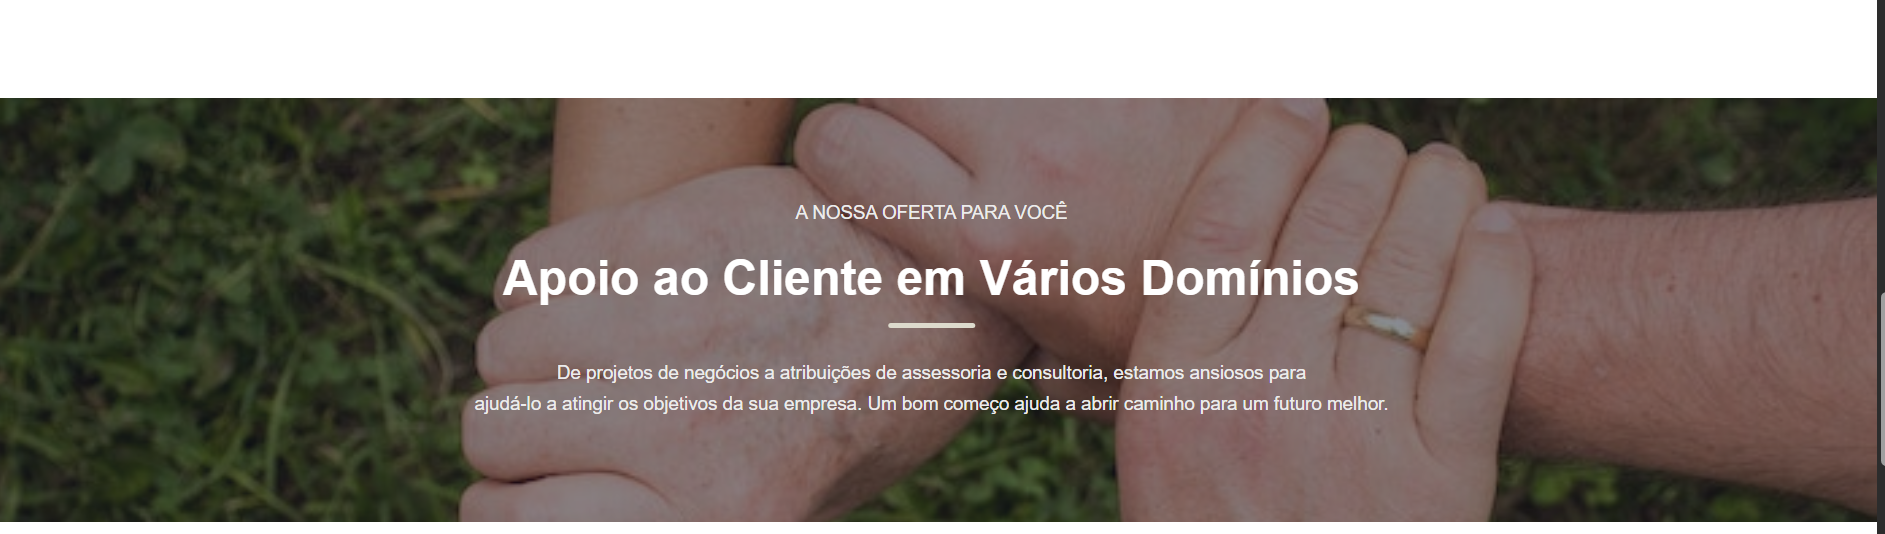 A NOSSA OFERTA PARA VOCÊ
Apoio ao Cliente em Vários Domínios
De projetos de negócios a atribuições de assessoria e consultoria, estamos ansiosos para
ajudá-lo a atingir os objetivos da sua empresa. Um bom começo ajuda a abrir caminho para um futuro melhor.